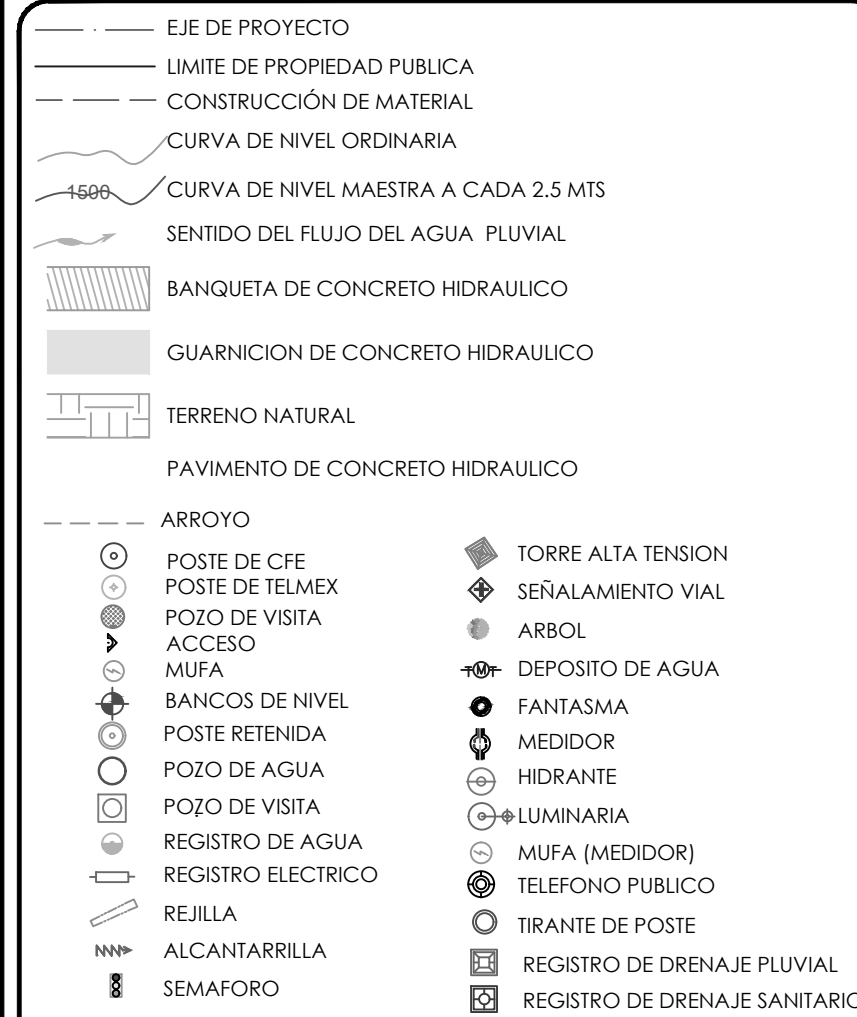 EJE DE PROYECTO
LIMITE DE PROPIEDAD PUBLICA
CONSTRUCCIÓN DE MATERIAL
CURVA DE NIVEL ORDINARIA
1500 CURVA DE NIVEL MAESTRA A CADA 2.5 MTS
SENTIDO DEL FLUJO DEL AGUA PLUVIAL
BANQUETA DE CONCRETO HIDRAULICO
GUARNICION DE CONCRETO HIDRAULICO
TERRENO NATURAL
PAVIMENTO DE CONCRETO HIDRAULICO
ARROYO
POSTE DE CFE
POSTE DE TELMEX
POZO DE VISITA
ACCESO
MUFA
BANCOS DE NIVEL
POSTE RETENIDA
POZO DE AGUA
POZO DE VISITA
REGISTRO DE AGUA
REGISTRO ELECTRICO
REJILLA
ALCANTARRILLA
SEMAFORO
TORRE ALTA TENSION
SEÑALAMIENTO VIAL
ARBOL
T M T DEPOSITO DE AGUA
FANTASMA
MEDIDOR
HIDRANTE
LUMINARIA
MUFA (MEDIDOR)
TELEFONO PUBLICO
TIRANTE DE POSTE
REGISTRO DE DRENAJE PLUVIAL
REGISTRO DE DRENAJE SANITARIO